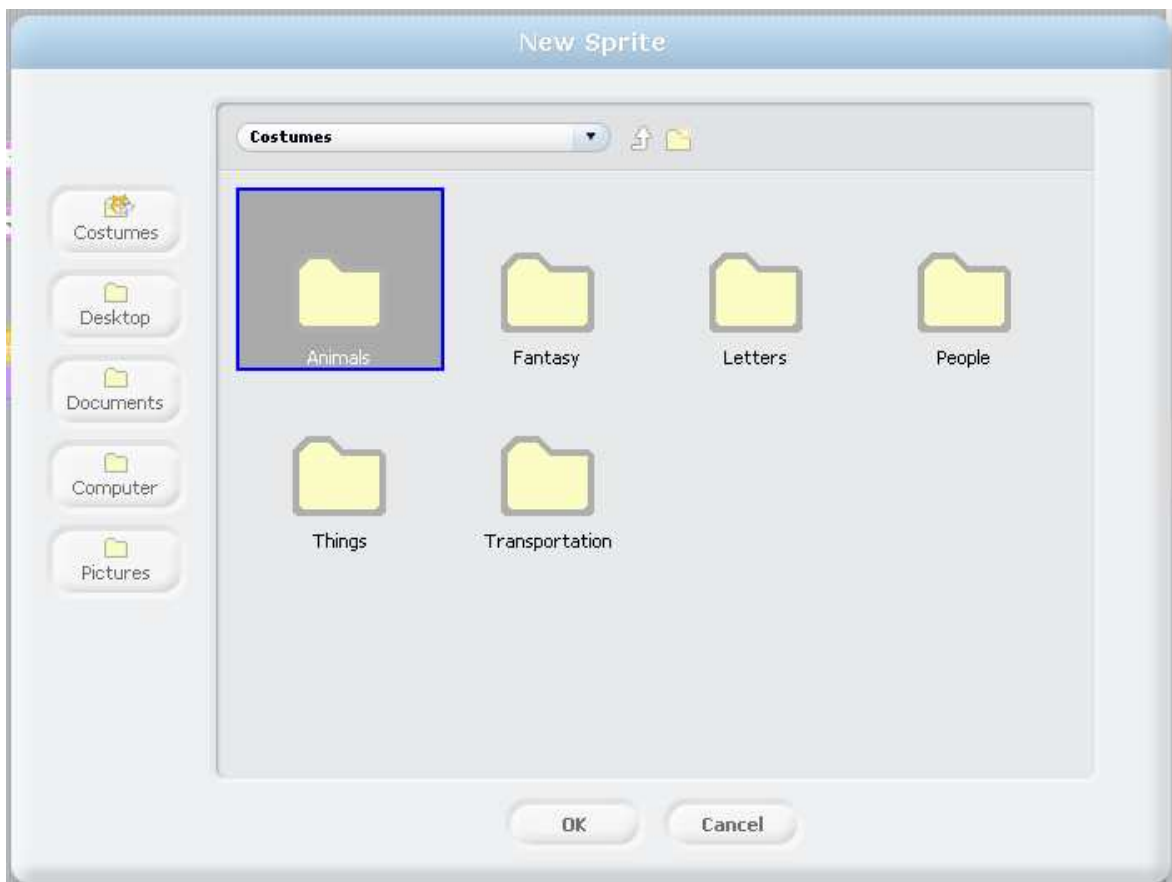 New Sprite
Costumes
Costumes
Desktop
Documents
Computer
Pictures
Animals
Fantasy
Letters
People
Things
Transportation
OK
Cancel